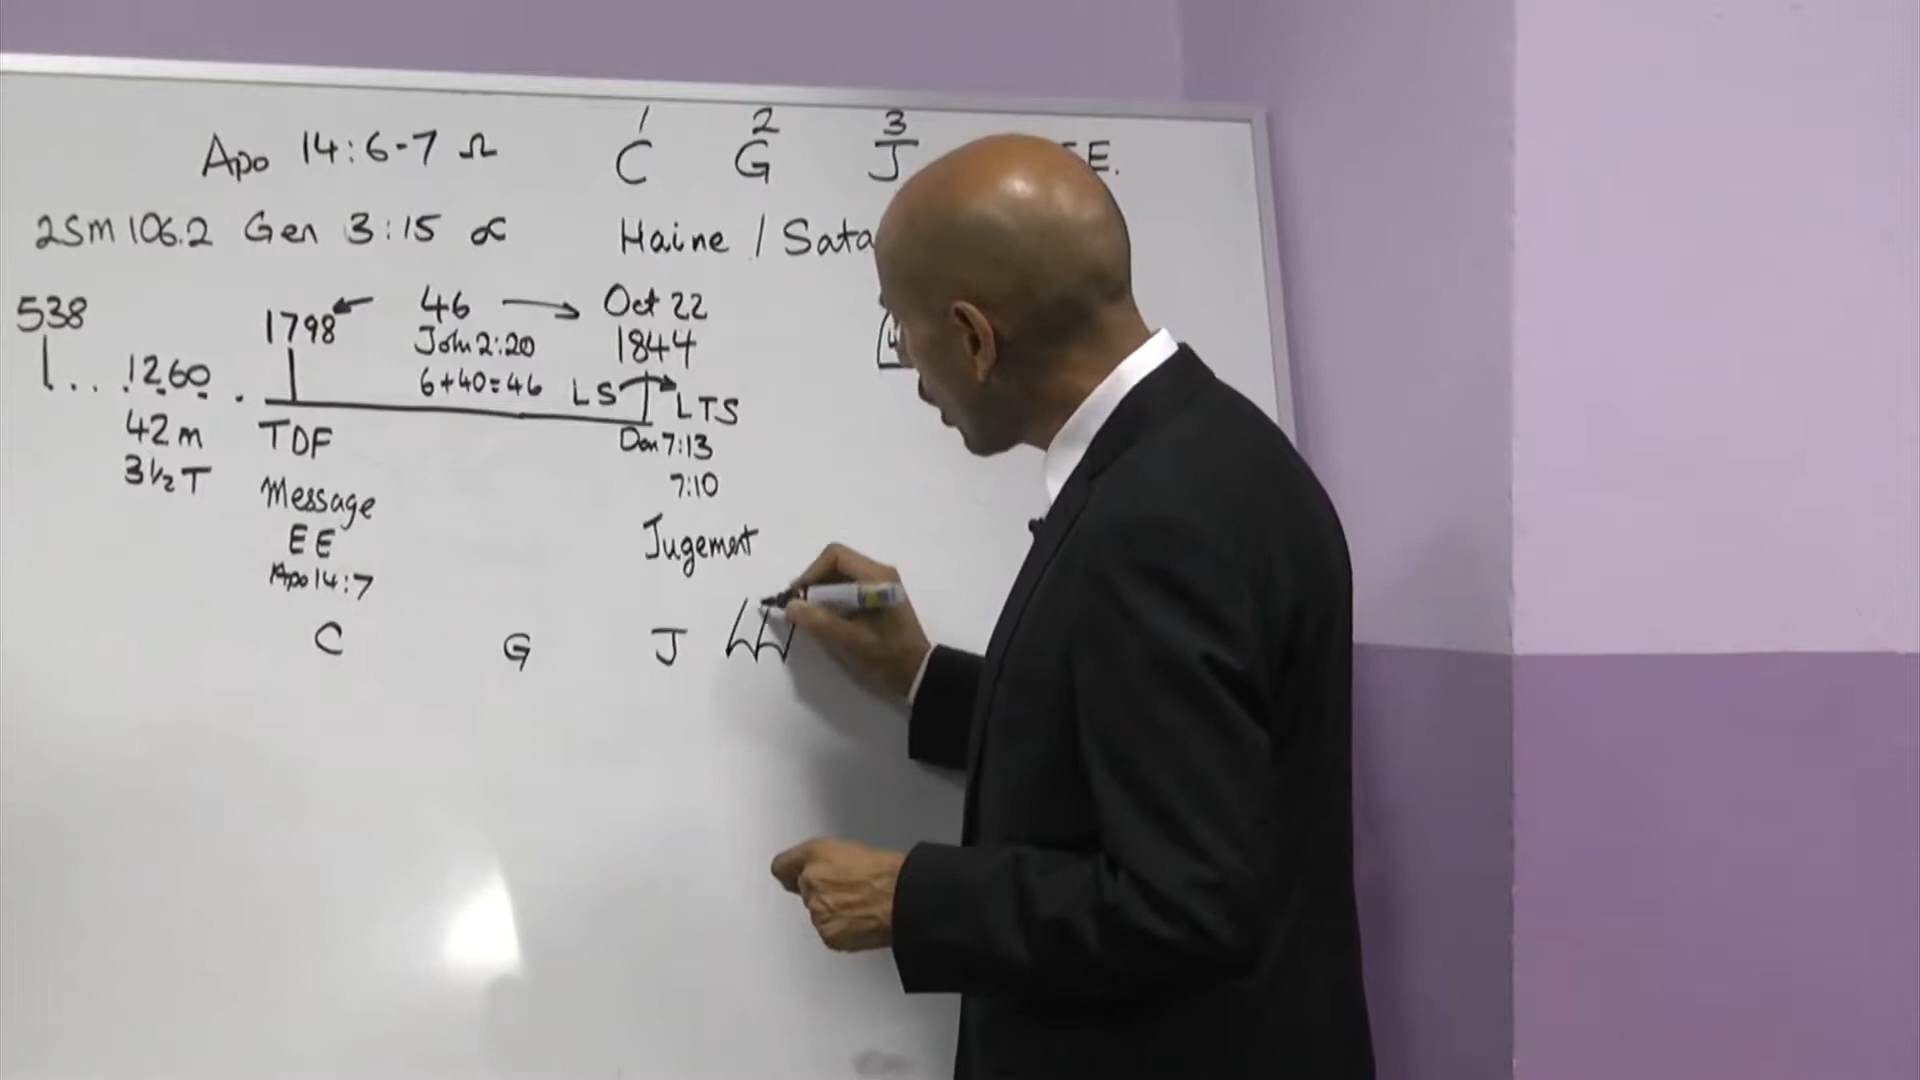 1 2 3
Apo 14:6-7 Ω C G J E.
2SM 106.2 Gen 3:15 ∝ Haine / Sata
538 1798 ← 46 → Oct 22
John 2:20 1844
... 1260 . 6+40=46 LS LTS
42 m TDF Dan 7:13
3½ T Message 7:10
EE Jugement
Apo 14:7
C G J